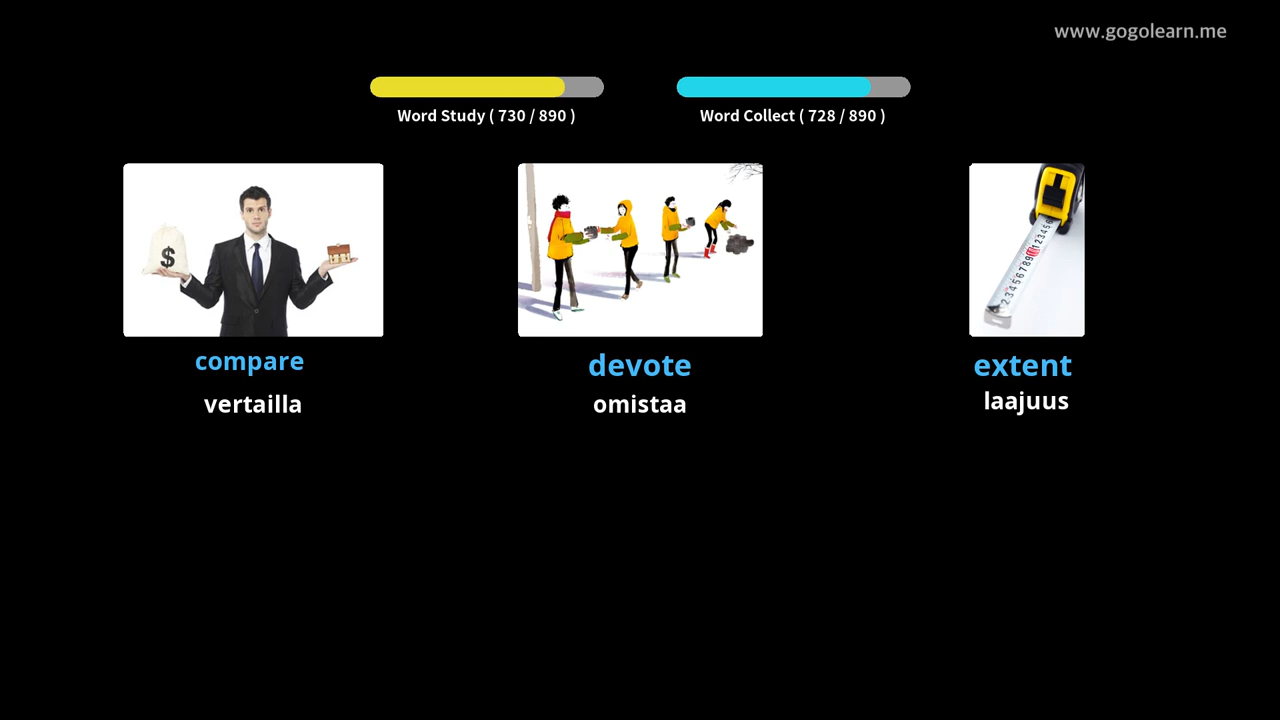 www.gogolearn.me
Word Study ( 730 / 890 )
Word Collect ( 728 / 890 )
$
compare
devote
extent
vertailla
omistaa
laajuus